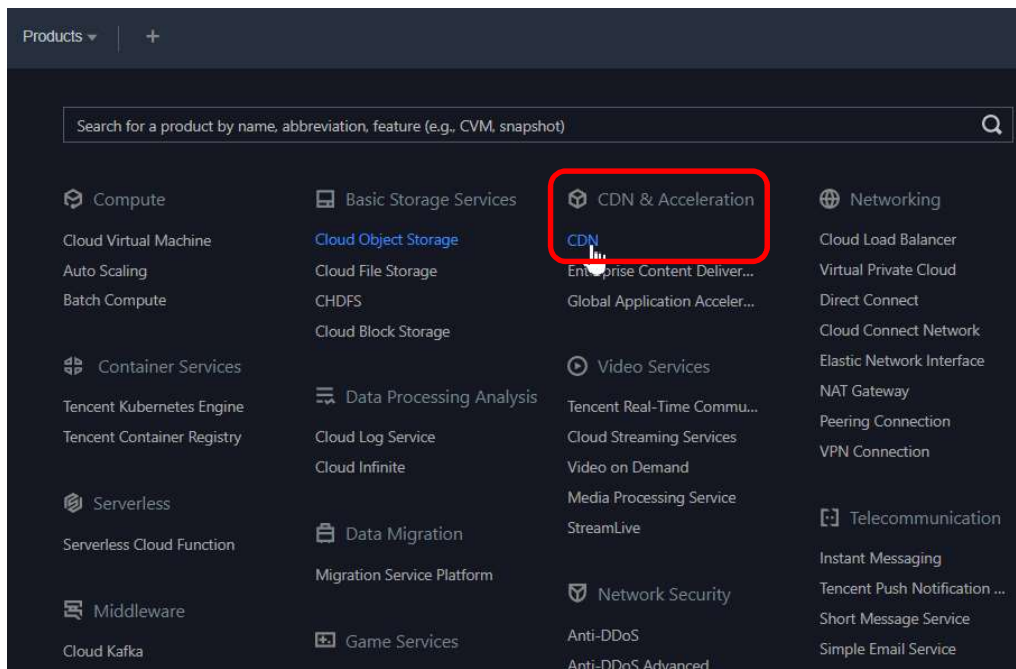 Products
+
Search for a product by name, abbreviation, feature (e.g., CVM, snapshot)
Compute
Cloud Virtual Machine
Auto Scaling
Batch Compute
Container Services
Tencent Kubernetes Engine
Tencent Container Registry
Serverless
Serverless Cloud Function
Middleware
Cloud Kafka
Basic Storage Services
Cloud Object Storage
Cloud File Storage
CHDFS
Cloud Block Storage
Data Processing Analysis
Cloud Log Service
Cloud Infinite
Data Migration
Migration Service Platform
Game Services
CDN & Acceleration
CDN
Enterprise Content Deliver...
Global Application Acceler...
Video Services
Tencent Real-Time Commu...
Cloud Streaming Services
Video on Demand
Media Processing Service
StreamLive
Network Security
Anti-DDoS
Anti-DDoS Advanced
Networking
Cloud Load Balancer
Virtual Private Cloud
Direct Connect
Cloud Connect Network
Elastic Network Interface
NAT Gateway
Peering Connection
VPN Connection
Telecommunication
Instant Messaging
Tencent Push Notification ...
Short Message Service
Simple Email Service